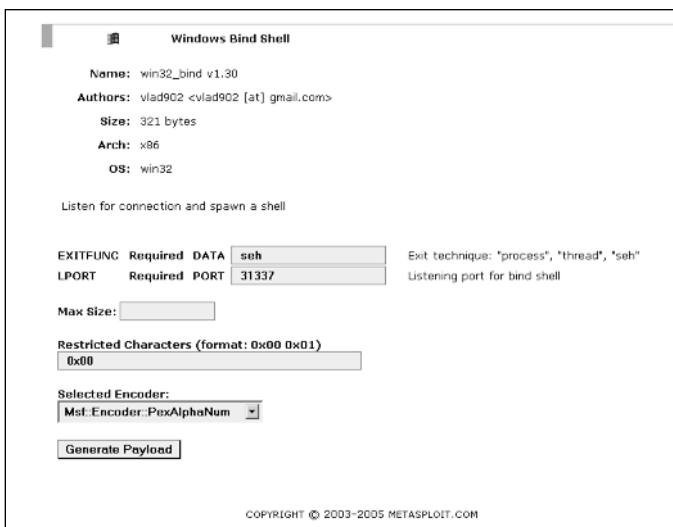 Windows Bind Shell
Name: win32_bind v1.30
Authors: vlad902 <vlad902 [at] gmail.com>
Size: 321 bytes
Arch: x86
OS: win32
Listen for connection and spawn a shell
EXITFUNC Required DATA seh Exit technique: "process", "thread", "seh"
LPORT Required PORT 31337 Listening port for bind shell
Max Size:
Restricted Characters (format: 0x00 0x01)
0x00
Selected Encoder:
Msf::Encoder::PexAlphaNum
Generate Payload
COPYRIGHT © 2003-2005 METASPLOIT.COM